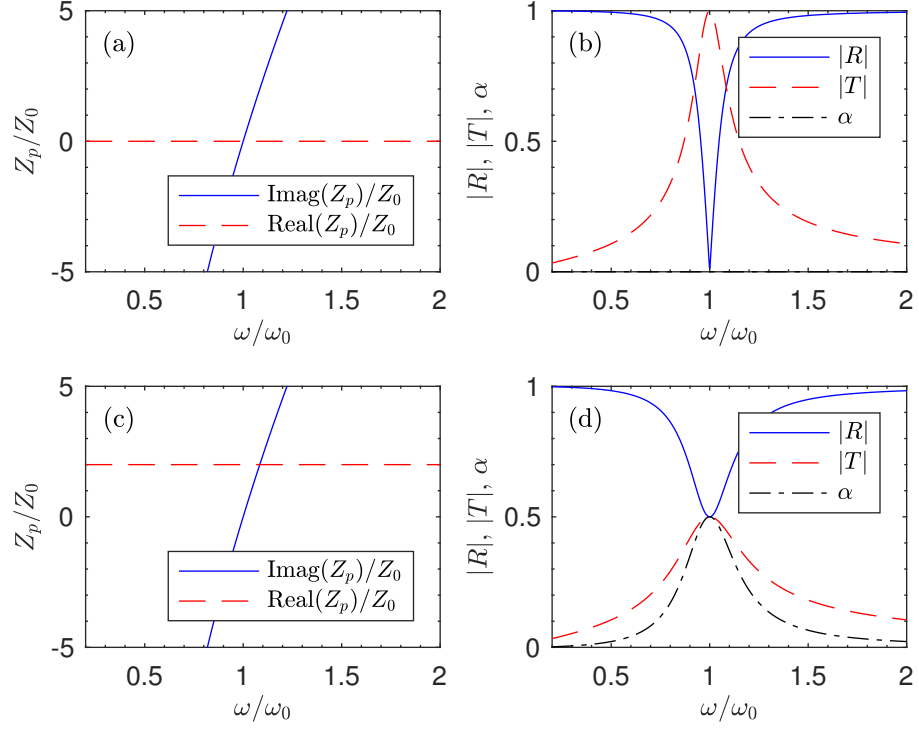 (a)
5
0
-5
Z_p/Z_0
Imag(Z_p)/Z_0
Real(Z_p)/Z_0
0.5 1 1.5 2
ω/ω_0
(b)
1
0.5
0
|R|, |T|, α
|R|
|T|
α
0.5 1 1.5 2
ω/ω_0
(c)
5
0
-5
Z_p/Z_0
Imag(Z_p)/Z_0
Real(Z_p)/Z_0
0.5 1 1.5 2
ω/ω_0
(d)
1
0.5
0
|R|, |T|, α
|R|
|T|
α
0.5 1 1.5 2
ω/ω_0